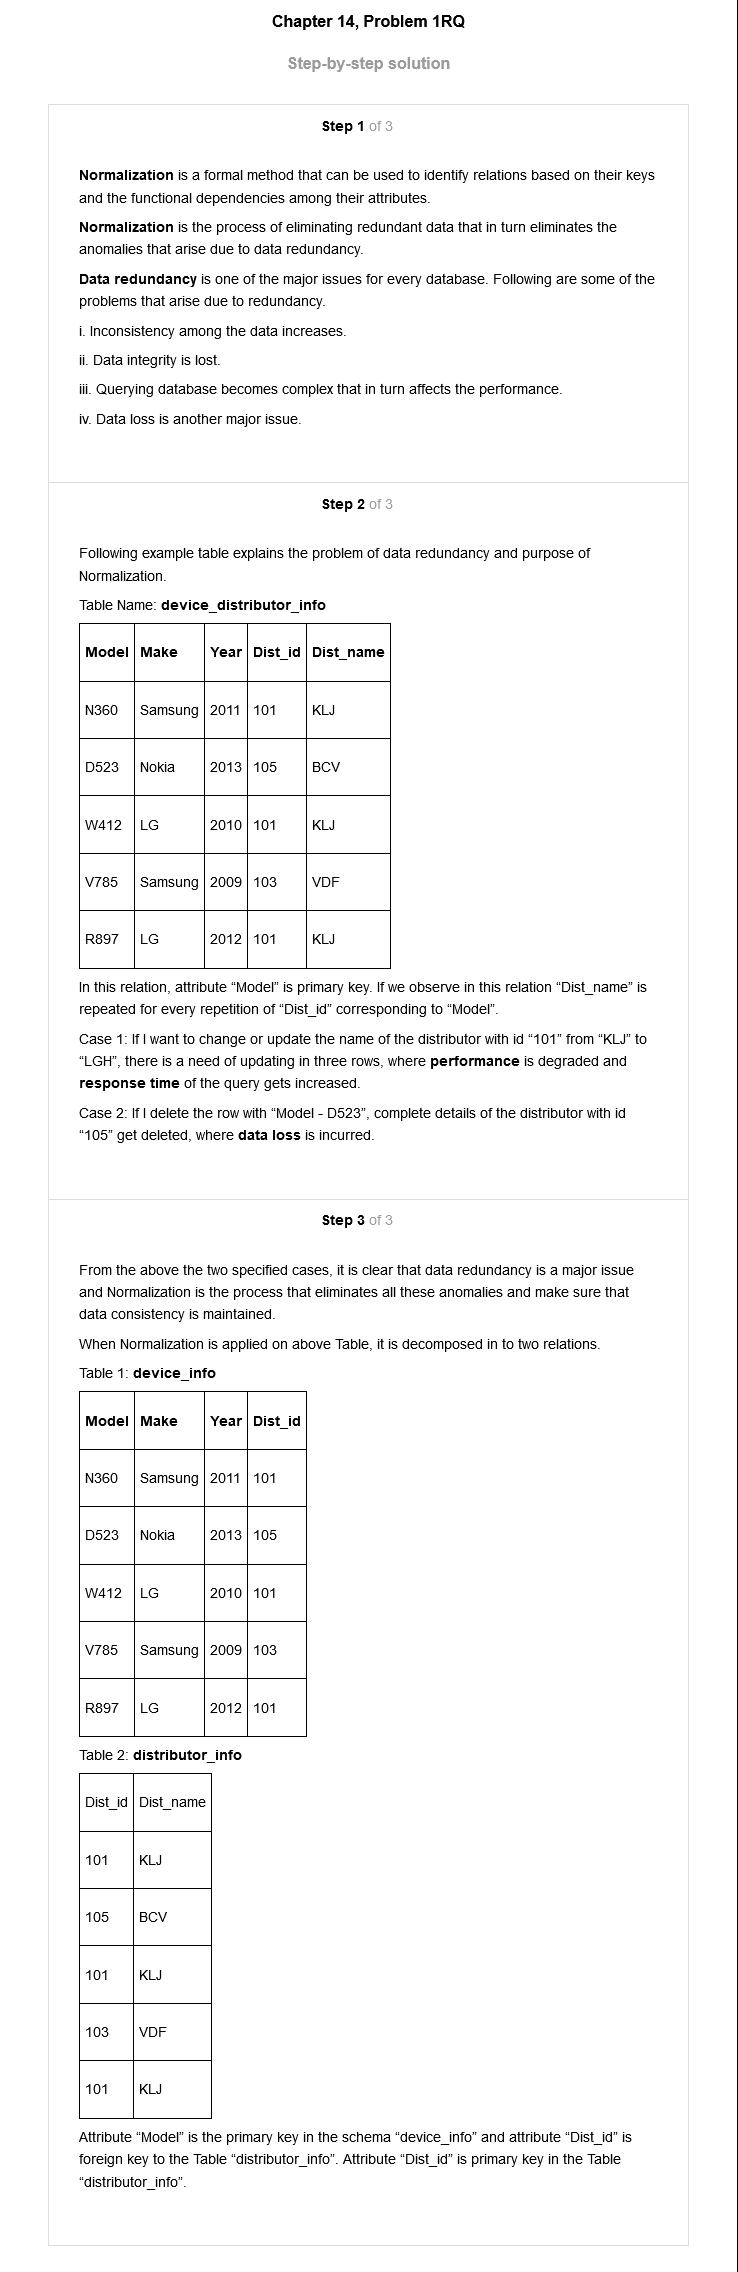 Chapter 14, Problem 1RQ
Step-by-step solution
Step 1 of 3
Normalization is a formal method that can be used to identify relations based on their keys
and the functional dependencies among their attributes.
Normalization is the process of eliminating redundant data that in turn eliminates the
anomalies that arise due to data redundancy.
Data redundancy is one of the major issues for every database. Following are some of the
problems that arise due to redundancy.
i. Inconsistency among the data increases.
ii. Data integrity is lost.
iii. Querying database becomes complex that in turn affects the performance.
iv. Data loss is another major issue.
Step 2 of 3
Following example table explains the problem of data redundancy and purpose of
Normalization.
Table Name: device_distributor_info
Model Make Year Dist_id Dist_name
N360 Samsung 2011 101 KLJ
D523 Nokia 2013 105 BCV
W412 LG 2010 101 KLJ
V785 Samsung 2009 103 VDF
R897 LG 2012 101 KLJ
In this relation, attribute “Model” is primary key. If we observe in this relation “Dist_name” is
repeated for every repetition of “Dist_id” corresponding to “Model”.
Case 1: If I want to change or update the name of the distributor with id “101” from “KLJ” to
“LGH”, there is a need of updating in three rows, where performance is degraded and
response time of the query gets increased.
Case 2: If I delete the row with “Model - D523”, complete details of the distributor with id
“105” get deleted, where data loss is incurred.
Step 3 of 3
From the above the two specified cases, it is clear that data redundancy is a major issue
and Normalization is the process that eliminates all these anomalies and make sure that
data consistency is maintained.
When Normalization is applied on above Table, it is decomposed in to two relations.
Table 1: device_info
Model Make Year Dist_id
N360 Samsung 2011 101
D523 Nokia 2013 105
W412 LG 2010 101
V785 Samsung 2009 103
R897 LG 2012 101
Table 2: distributor_info
Dist_id Dist_name
101 KLJ
105 BCV
101 KLJ
103 VDF
101 KLJ
Attribute “Model” is the primary key in the schema “device_info” and attribute “Dist_id” is
foreign key to the Table “distributor_info”. Attribute “Dist_id” is primary key in the Table
“distributor_info”.